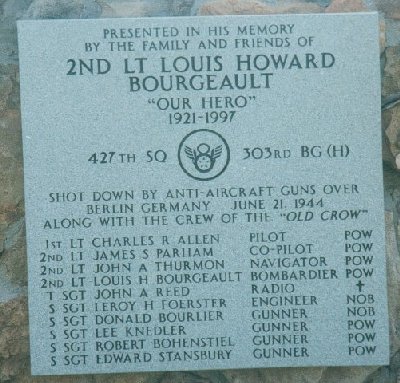 PRESENTED IN HIS MEMORY
BY THE FAMILY AND FRIENDS OF
2ND LT LOUIS HOWARD
BOURGEAULT
"OUR HERO"
1921-1997
427TH SQ 303RD BG (H)
SHOT DOWN BY ANTI-AIRCRAFT GUNS OVER
BERLIN GERMANY JUNE 21, 1944
ALONG WITH THE CREW OF THE "OLD CROW"
1ST LT CHARLES R ALLEN PILOT POW
2ND LT JAMES S PARHAM CO-PILOT POW
2ND LT JOHN A THURMON NAVIGATOR POW
2ND LT LOUIS H BOURGEAULT BOMBARDIER POW
T SGT JOHN A REED RADIO ✝
S SGT LEROY H FOERSTER ENGINEER NOB
S SGT DONALD BOURLIER GUNNER NOB
S SGT LEE KNEDLER GUNNER POW
S SGT ROBERT BOHENSTIEL GUNNER POW
S SGT EDWARD STANSBURY GUNNER POW